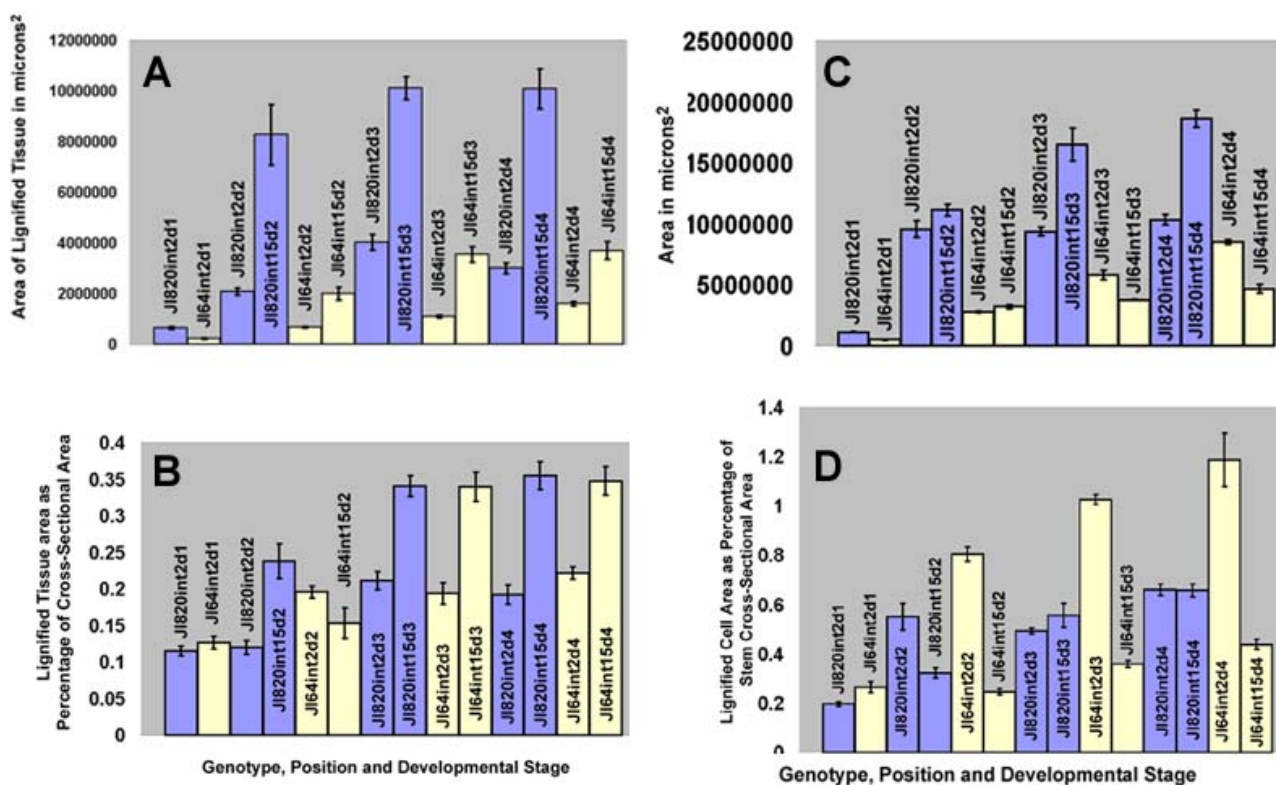 A
Area of Lignified Tissue in microns²
12000000
10000000
8000000
6000000
4000000
2000000
0
JI820int2d1
JI64int2d1
JI820int2d2
JI820int15d2
JI64int2d2
JI64int15d2
JI820int2d3
JI820int15d3
JI64int2d3
JI64int15d3
JI820int2d4
JI820int15d4
JI64int2d4
JI64int15d4
C
Area in microns²
25000000
20000000
15000000
10000000
5000000
0
JI820int2d1
JI64int2d1
JI820int2d2
JI820int15d2
JI64int2d2
JI64int15d2
JI820int2d3
JI820int15d3
JI64int2d3
JI64int15d3
JI820int2d4
JI820int15d4
JI64int2d4
JI64int15d4
B
Lignified Tissue area as
Percentage of Cross-Sectional Area
0.4
0.35
0.3
0.25
0.2
0.15
0.1
0.05
0
JI820int2d1
JI64int2d1
JI820int2d2
JI820int15d2
JI64int2d2
JI64int15d2
JI820int2d3
JI820int15d3
JI64int2d3
JI64int15d3
JI820int2d4
JI820int15d4
JI64int2d4
JI64int15d4
Genotype, Position and Developmental Stage
D
Lignified Cell Area as Percentage of
Stem Cross-Sectional Area
1.4
1.2
1
0.8
0.6
0.4
0.2
0
JI820int2d1
JI64int2d1
JI820int2d2
JI820int15d2
JI64int2d2
JI64int15d2
JI820int2d3
JI820int15d3
JI64int2d3
JI64int15d3
JI820int2d4
JI820int15d4
JI64int2d4
JI64int15d4
Genotype, Position and Developmental Stage